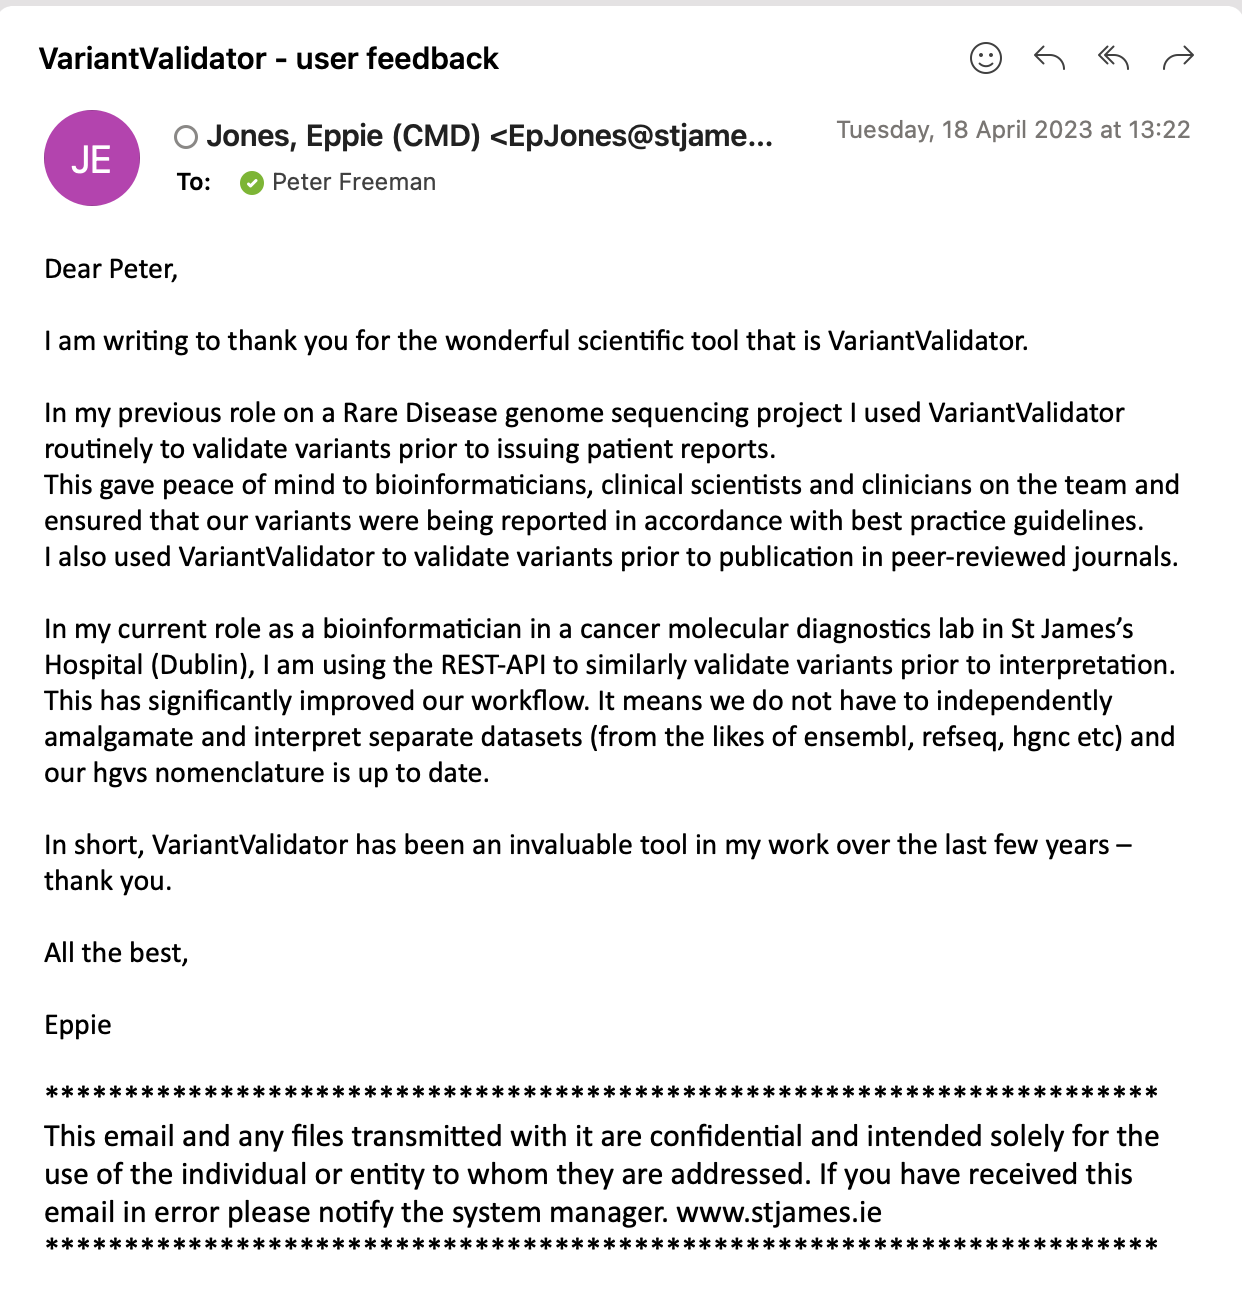 VariantValidator - user feedback
JE
Jones, Eppie (CMD) <EpJones@stjame...
Tuesday, 18 April 2023 at 13:22
To: Peter Freeman
Dear Peter,
I am writing to thank you for the wonderful scientific tool that is VariantValidator.
In my previous role on a Rare Disease genome sequencing project I used VariantValidator
routinely to validate variants prior to issuing patient reports.
This gave peace of mind to bioinformaticians, clinical scientists and clinicians on the team and
ensured that our variants were being reported in accordance with best practice guidelines.
I also used VariantValidator to validate variants prior to publication in peer-reviewed journals.
In my current role as a bioinformatician in a cancer molecular diagnostics lab in St James’s
Hospital (Dublin), I am using the REST-API to similarly validate variants prior to interpretation.
This has significantly improved our workflow. It means we do not have to independently
amalgamate and interpret separate datasets (from the likes of ensembl, refseq, hgnc etc) and
our hgvs nomenclature is up to date.
In short, VariantValidator has been an invaluable tool in my work over the last few years –
thank you.
All the best,
Eppie
**********************************************************************
This email and any files transmitted with it are confidential and intended solely for the
use of the individual or entity to whom they are addressed. If you have received this
email in error please notify the system manager. www.stjames.ie
**********************************************************************